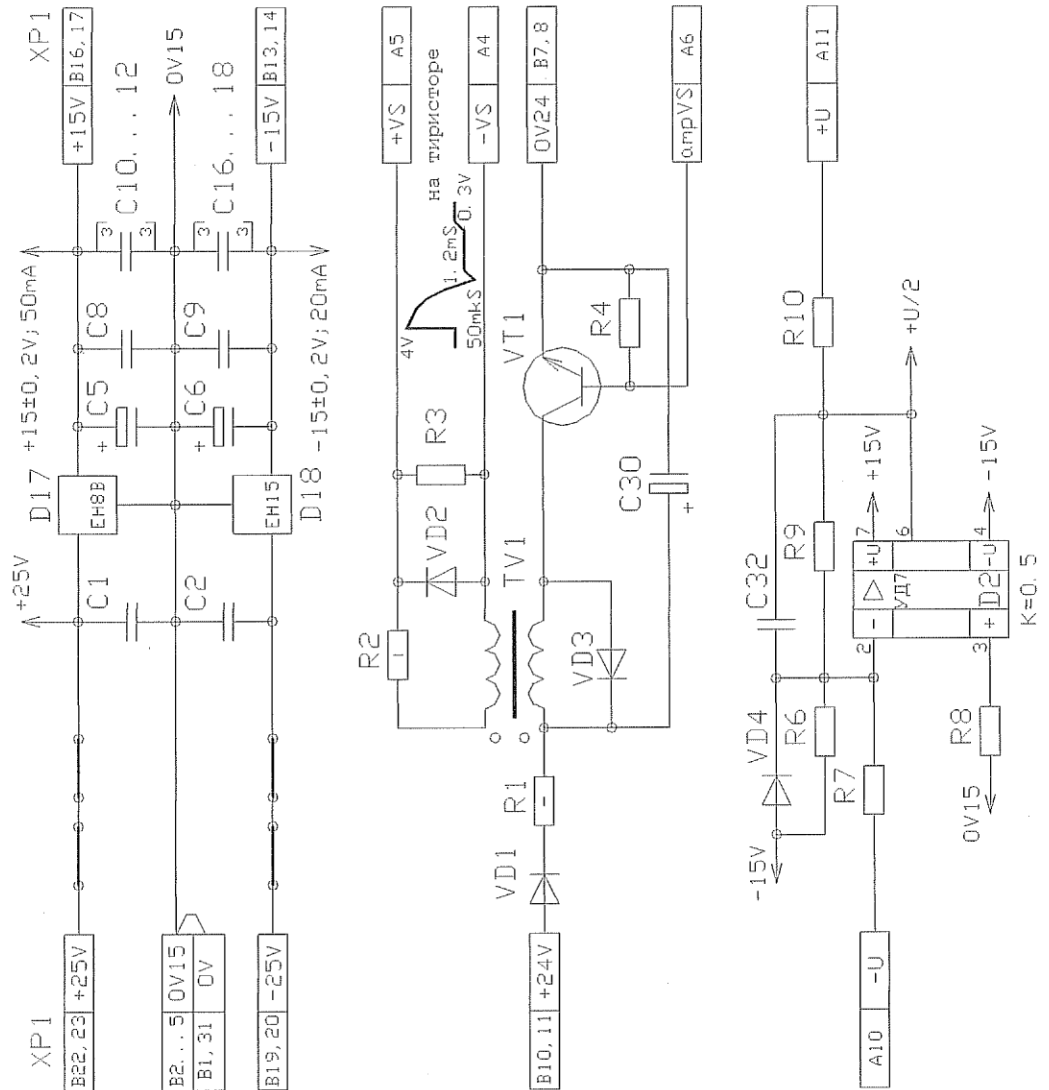 XP1
B22,23 +25V
B2...5 0V15
B1,31 0V
B19,20 -25V
+25V
C1
C2
D17
EH8B
EH15
D18
+15±0,2V;50mA
+ C5
C8
C6
+
C9
-15±0,2V;20mA
3 3
C10...12
0V15
3 3
C16...18
XP1
+15V B16,17
-15V B13,14
B10,11 +24V
VD1
R1
R2
VD2
R3
TV1
VD3
4V
50mkS
1.2mS
0.3V
на тиристоре
VT1
R4
C30
+
+VS A5
-VS A4
0V24 B7,8
ampVS A6
A10 -U
-15V
VD4
R6
R7
R8
0V15
C32
R9
2 - УД7 +U 7
+15V
6
3 + D2 -U 4
-15V
K=0.5
R10
+U/2
+U A11